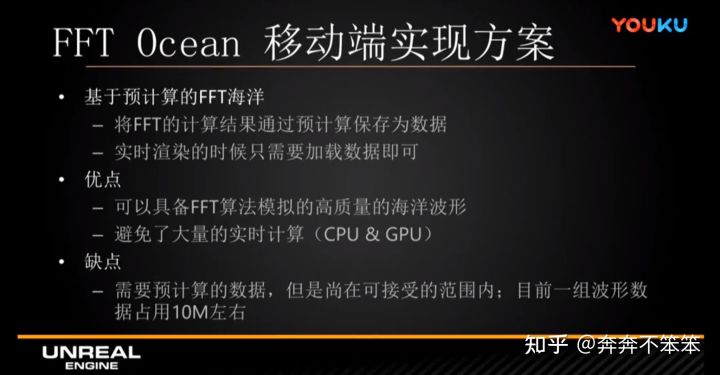 YOUKU
FFT Ocean 移动端实现方案
• 基于预计算的FFT海洋
– 将FFT的计算结果通过预计算保存为数据
– 实时渲染的时候只需要加载数据即可
• 优点
– 可以具备FFT算法模拟的高质量的海洋波形
– 避免了大量的实时计算（CPU & GPU）
• 缺点
– 需要预计算的数据，但是尚在可接受的范围内；目前一组波形数
据占用10M左右
UNREAL
ENGINE
知乎 @奔奔不笨笨